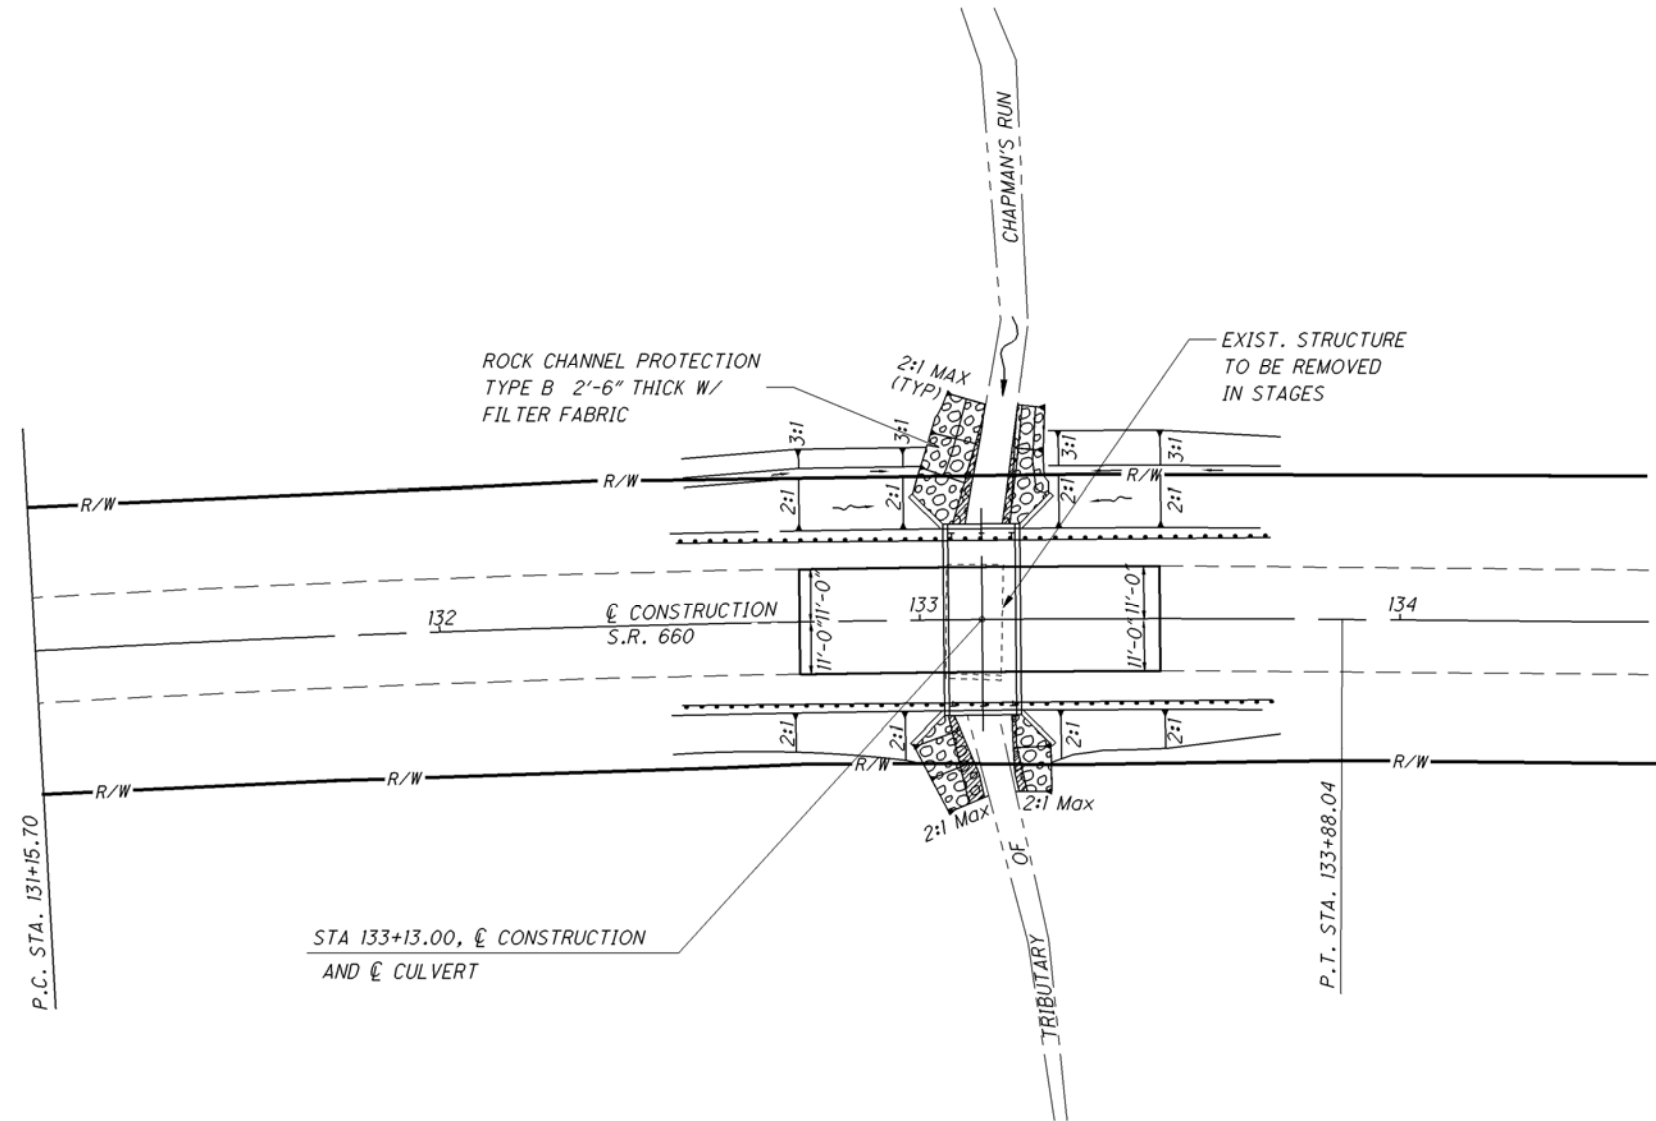 CHAPMAN'S RUN
EXIST. STRUCTURE
TO BE REMOVED
IN STAGES
ROCK CHANNEL PROTECTION
TYPE B 2'-6" THICK W/
FILTER FABRIC
2:1 MAX
(TYP)
3:1
3:1
3:1
3:1
R/W
R/W
R/W
2:1
2:1
2:1
2:1
11'-0"
11'-0"
11'-0"
11'-0"
132
℄ CONSTRUCTION
S.R. 660
133
134
2:1
2:1
2:1
2:1
R/W
R/W
R/W
R/W
2:1 Max
2:1 Max
OF
TRIBUTARY
P.C. STA. 131+15.70
P.T. STA. 133+88.04
STA 133+13.00, ℄ CONSTRUCTION
AND ℄ CULVERT